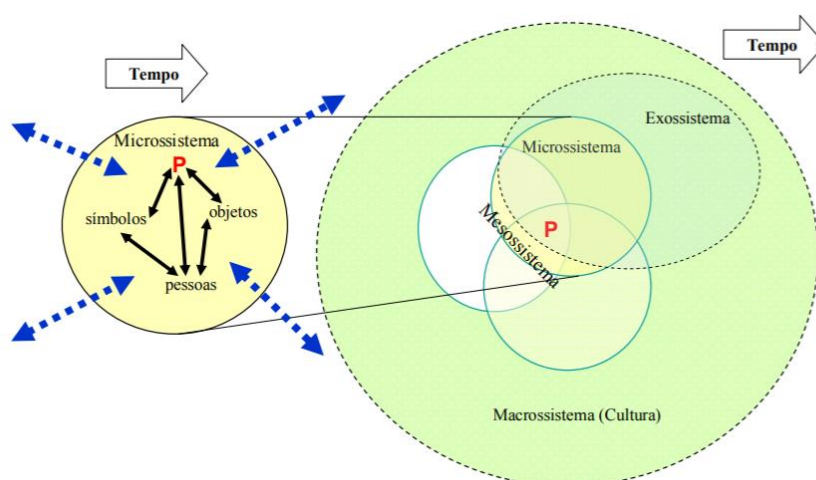 Tempo
Microssistema
P
símbolos
objetos
pessoas
Tempo
Exossistema
Microssistema
P
Mesossistema
Macrossistema (Cultura)